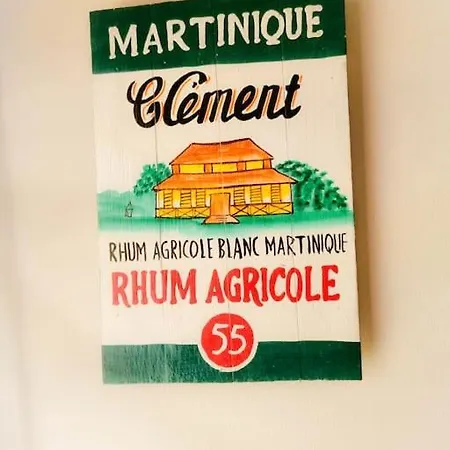 MARTINIQUE
Clément
RHUM AGRICOLE BLANC MARTINIQUE
RHUM AGRICOLE
55